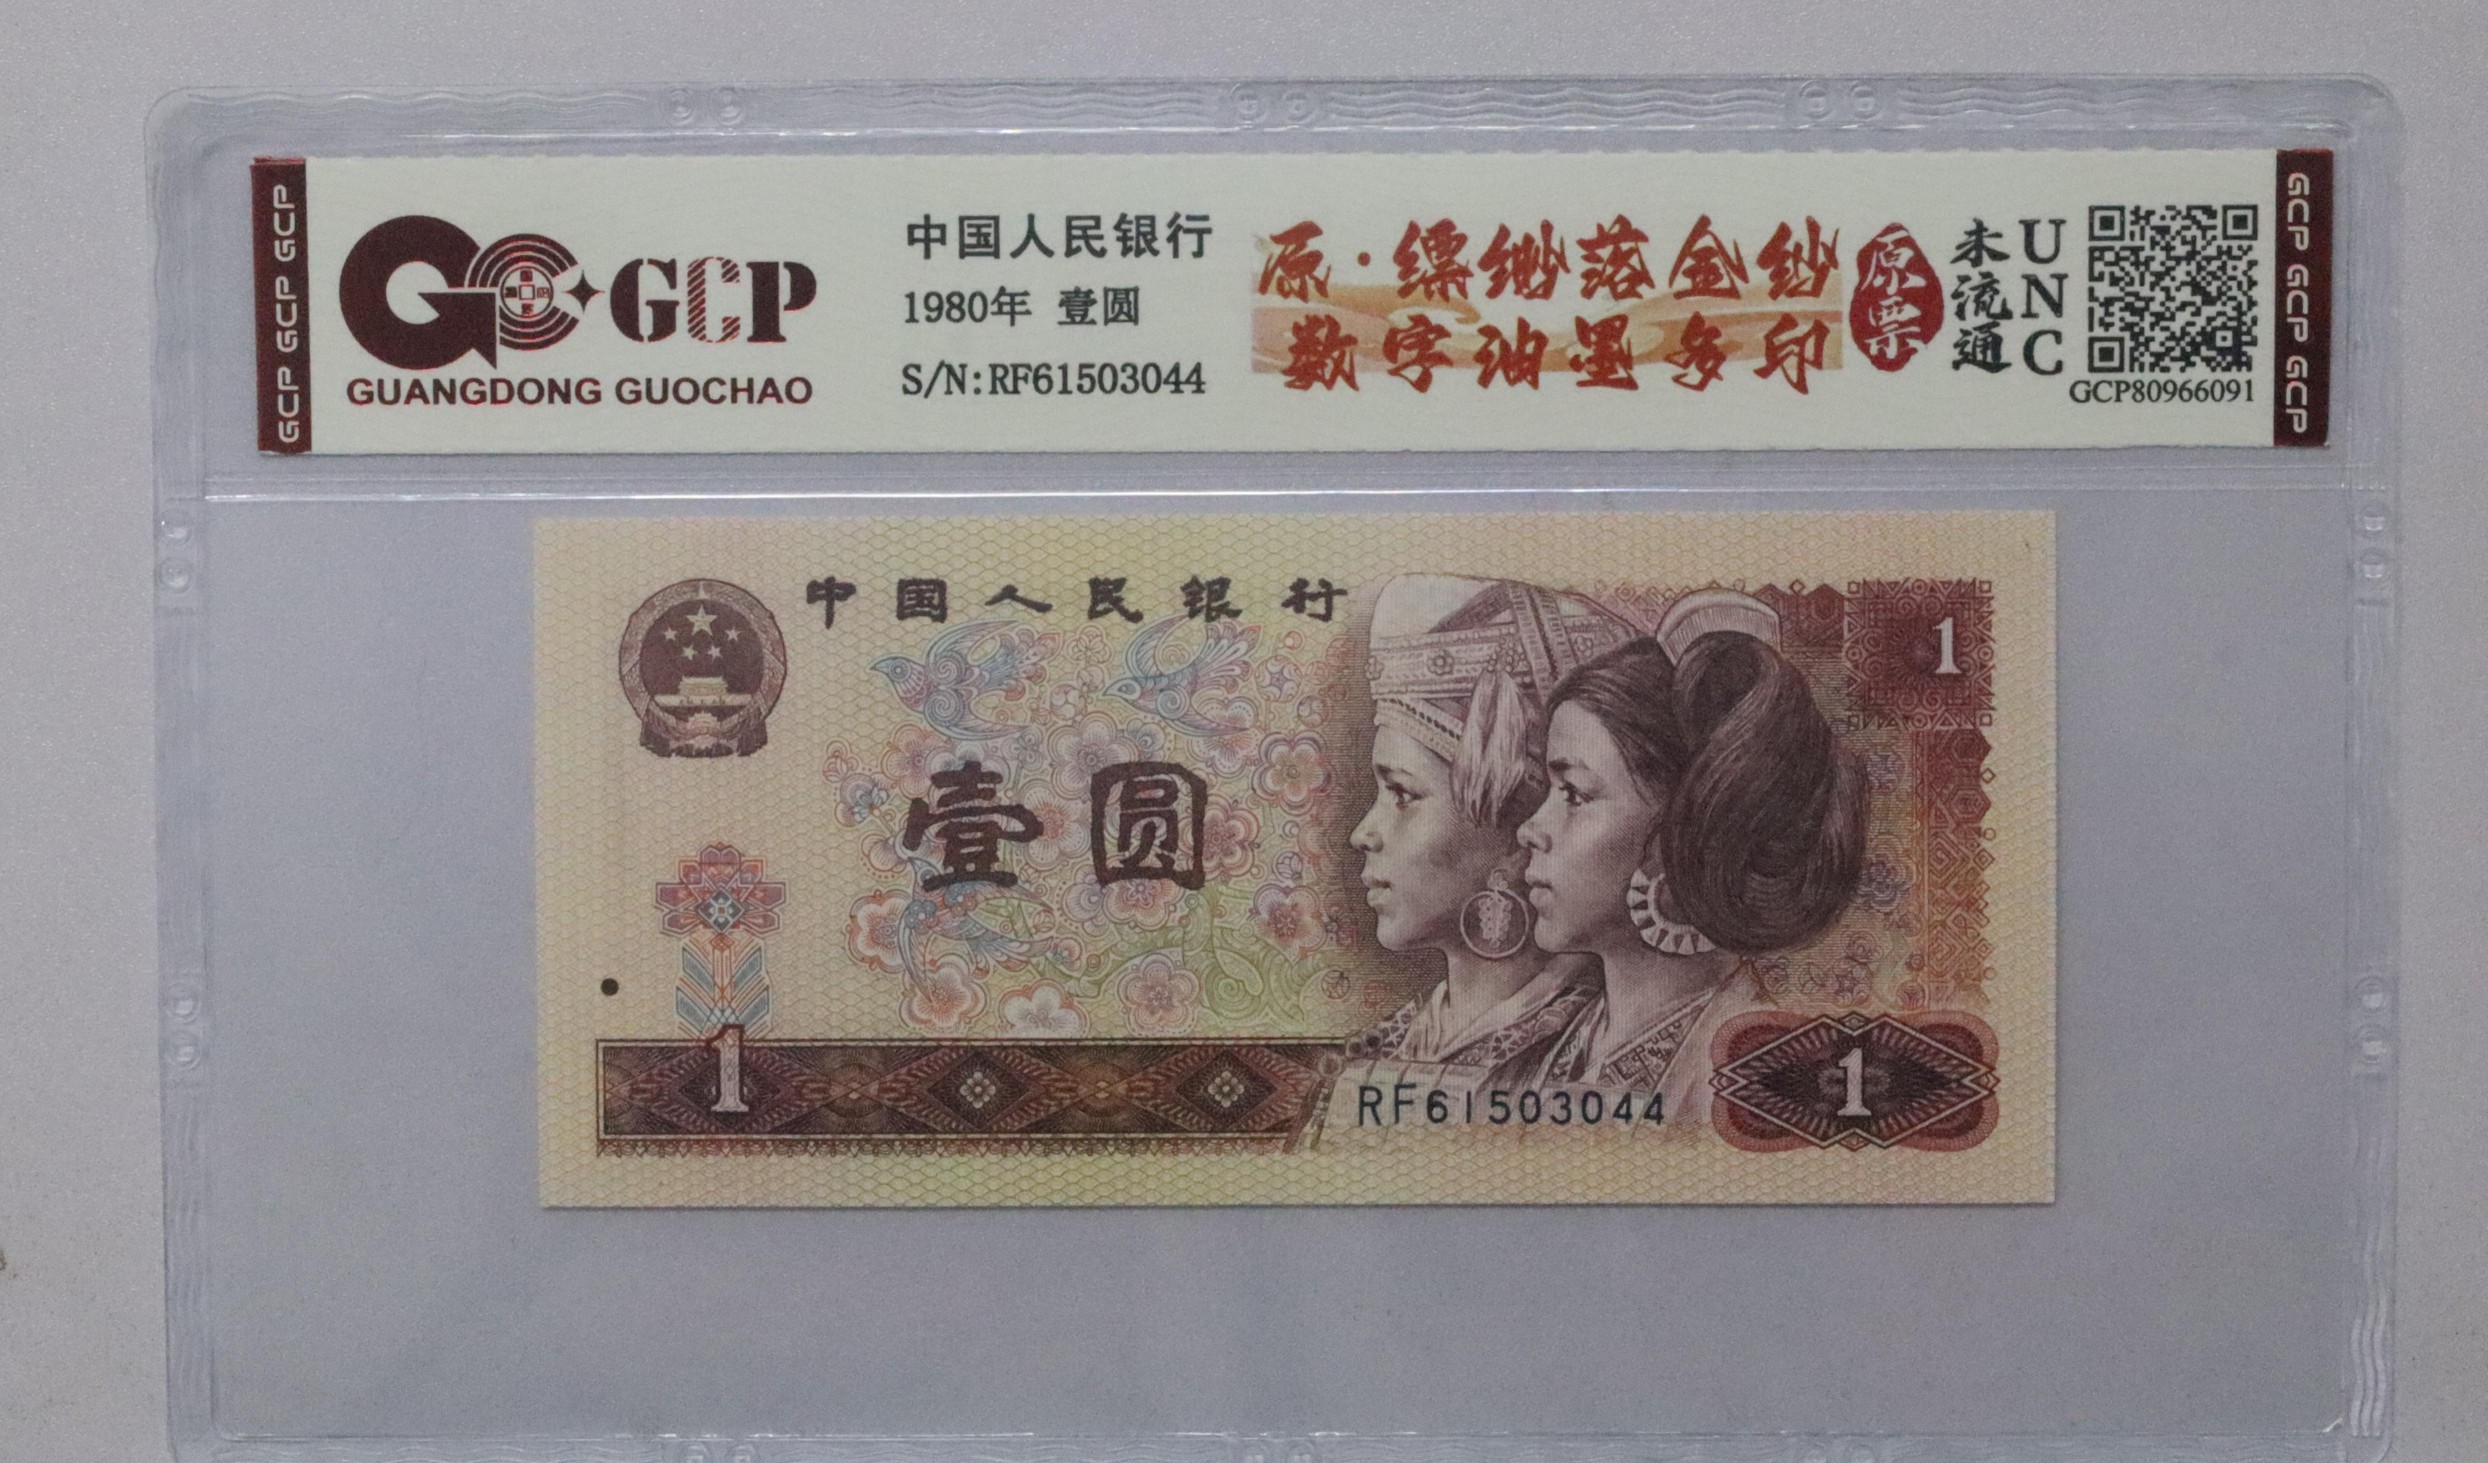 GCP GCP GCP
GCP
GUANGDONG GUOCHAO
中国人民银行
1980年 壹圆
S/N:RF61503044
原·缥缈落金纱
数字油墨多印
原票
未流通
UNC
GCP80966091
GCP GCP GCP
中国人民银行
1
壹圆
1
RF61503044
1